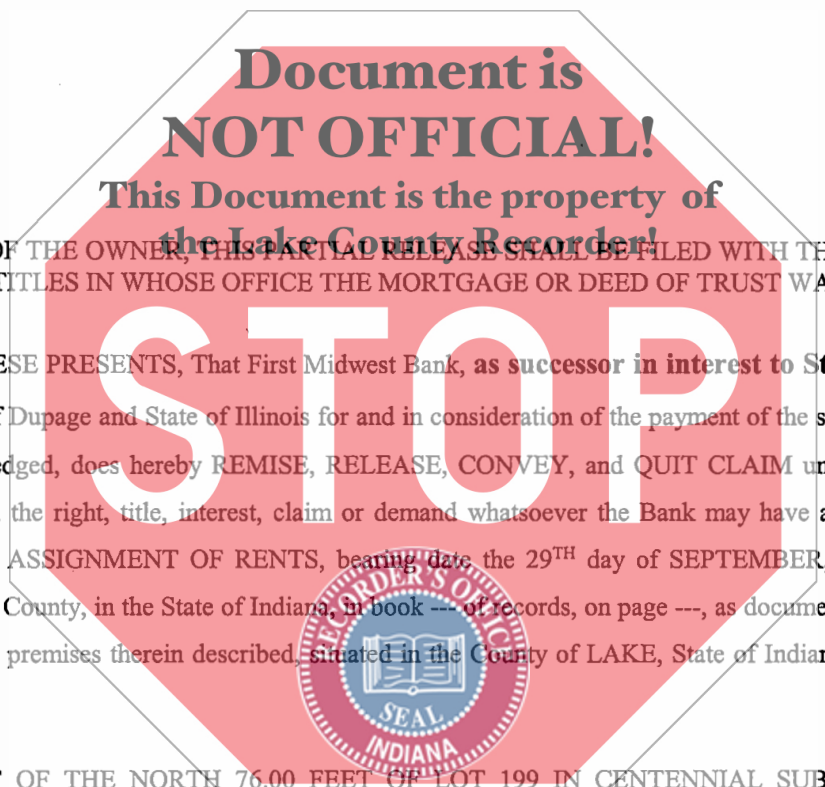 Document is
NOT OFFICIAL!
This Document is the property of
the Lake County Recorder!
OF THE OWNER, THIS PARTIAL RELEASE SHALL BE FILED WITH TH
TITLES IN WHOSE OFFICE THE MORTGAGE OR DEED OF TRUST WA
STOP
ESE PRESENTS, That First Midwest Bank, as successor in interest to St
f Dupage and State of Illinois for and in consideration of the payment of the s
edged, does hereby REMISE, RELEASE, CONVEY, and QUIT CLAIM un
the right, title, interest, claim or demand whatsoever the Bank may have a
ASSIGNMENT OF RENTS, bearing date the 29TH day of SEPTEMBER,
County, in the State of Indiana, in book --- of records, on page ---, as docume
premises therein described, situated in the County of LAKE, State of Indian
RECORDER'S OFFICE
SEAL
INDIANA
OF THE NORTH 76.00 FEET OF LOT 199 IN CENTENNIAL SUB